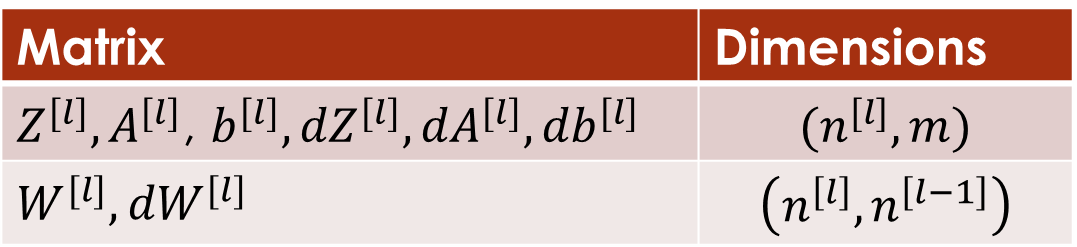 Matrix Dimensions
Z^[l], A^[l], b^[l], dZ^[l], dA^[l], db^[l] (n^[l], m)
W^[l], dW^[l] (n^[l], n^[l−1])